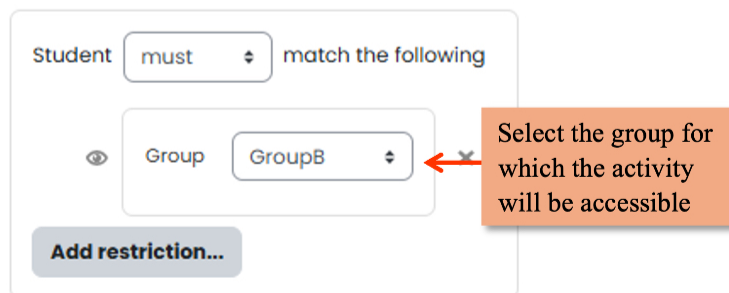 Student must match the following
Group GroupB
Select the group for
which the activity
will be accessible
Add restriction...